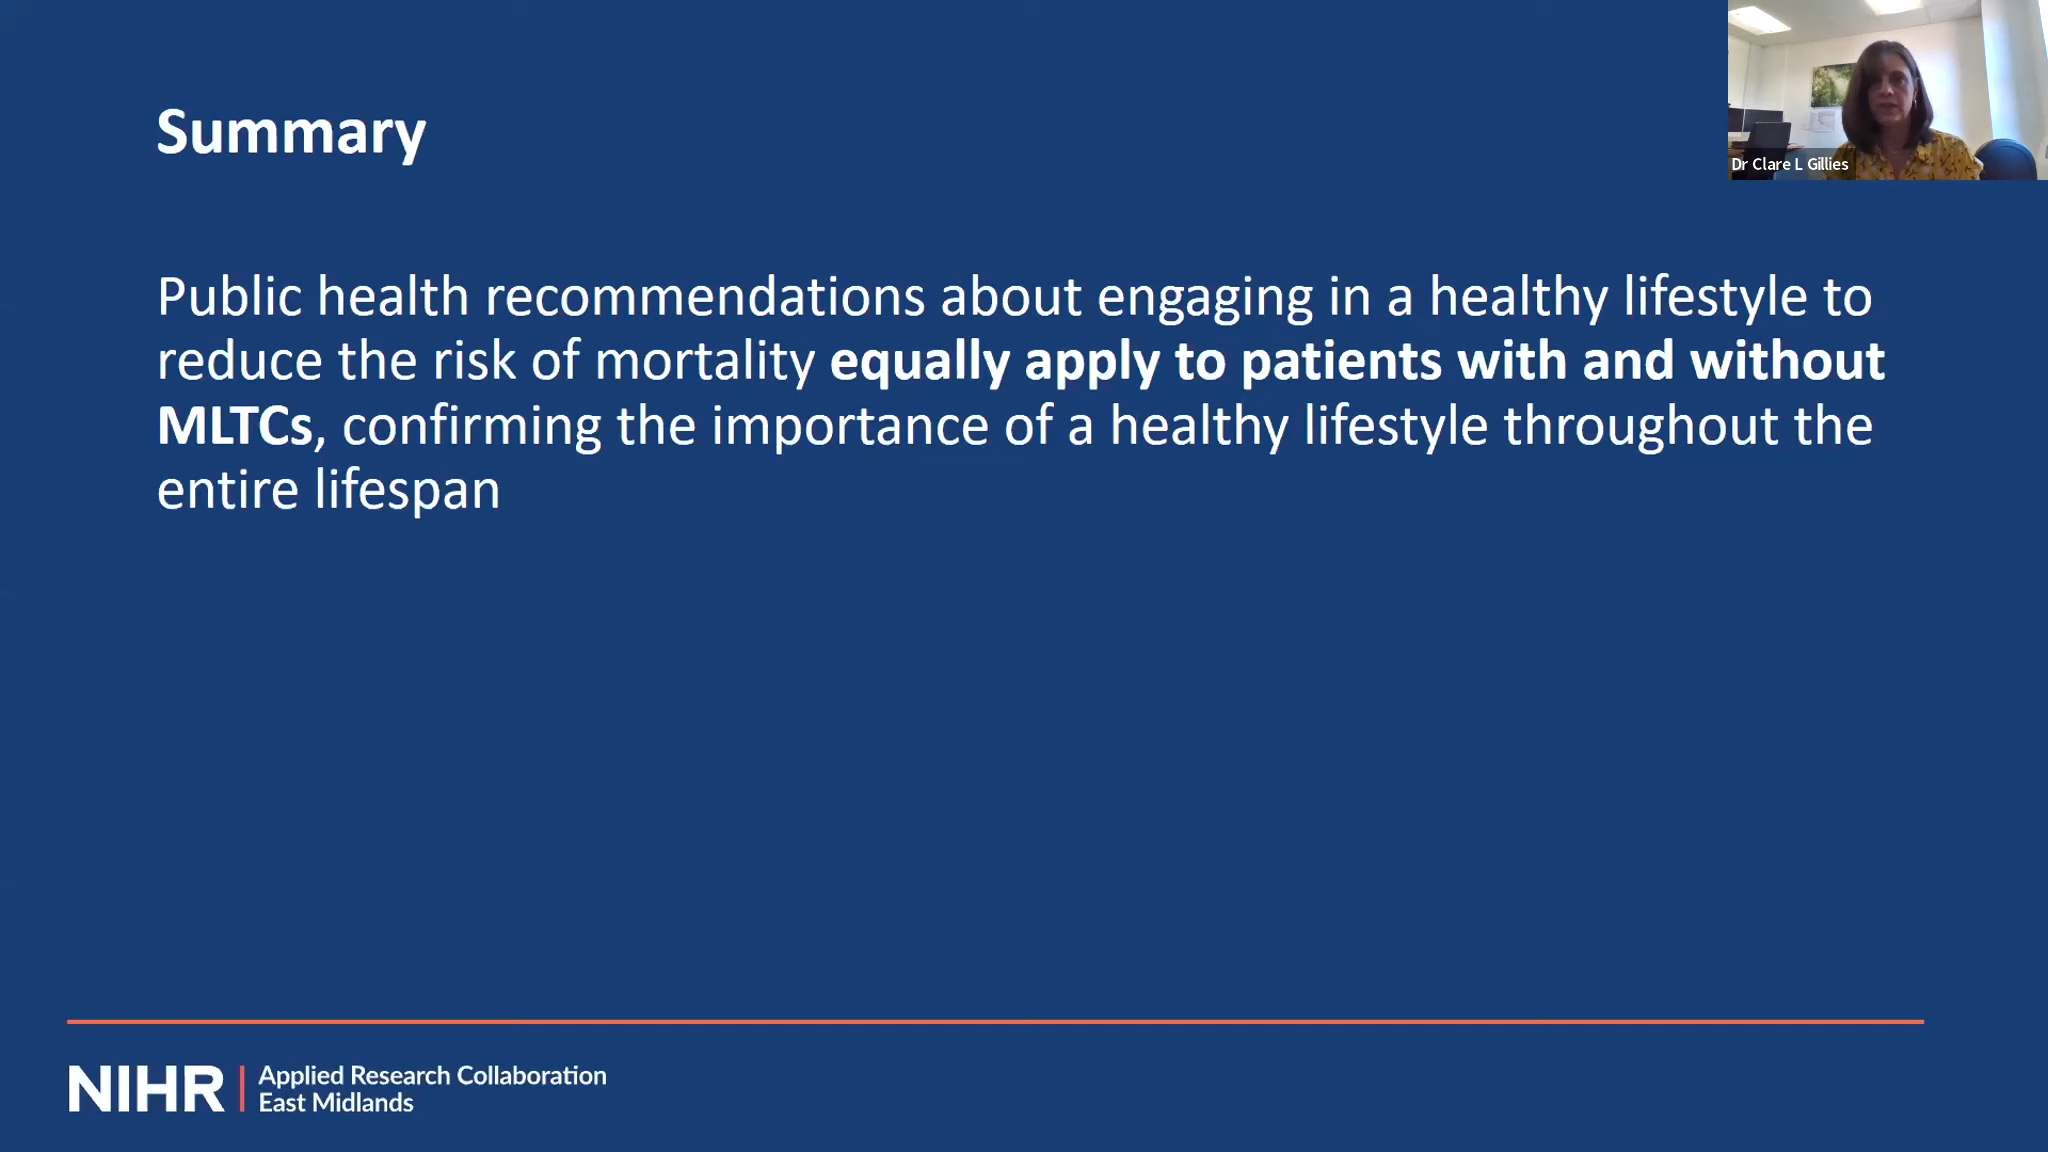 Summary
Dr Clare L Gillies
Public health recommendations about engaging in a healthy lifestyle to
reduce the risk of mortality equally apply to patients with and without
MLTCs, confirming the importance of a healthy lifestyle throughout the
entire lifespan
NIHR
Applied Research Collaboration
East Midlands